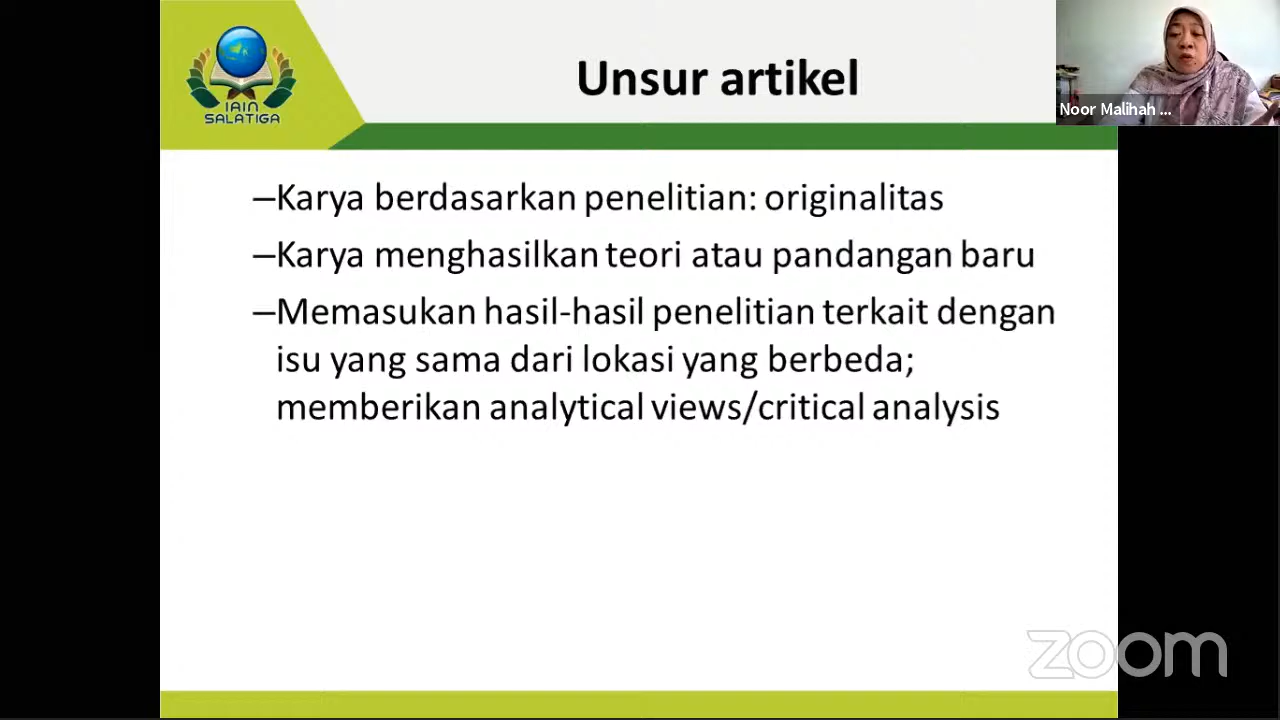 IAIN
SALATIGA
Unsur artikel
Noor Malihah ...
–Karya berdasarkan penelitian: originalitas
–Karya menghasilkan teori atau pandangan baru
–Memasukan hasil-hasil penelitian terkait dengan
isu yang sama dari lokasi yang berbeda;
memberikan analytical views/critical analysis
zoom